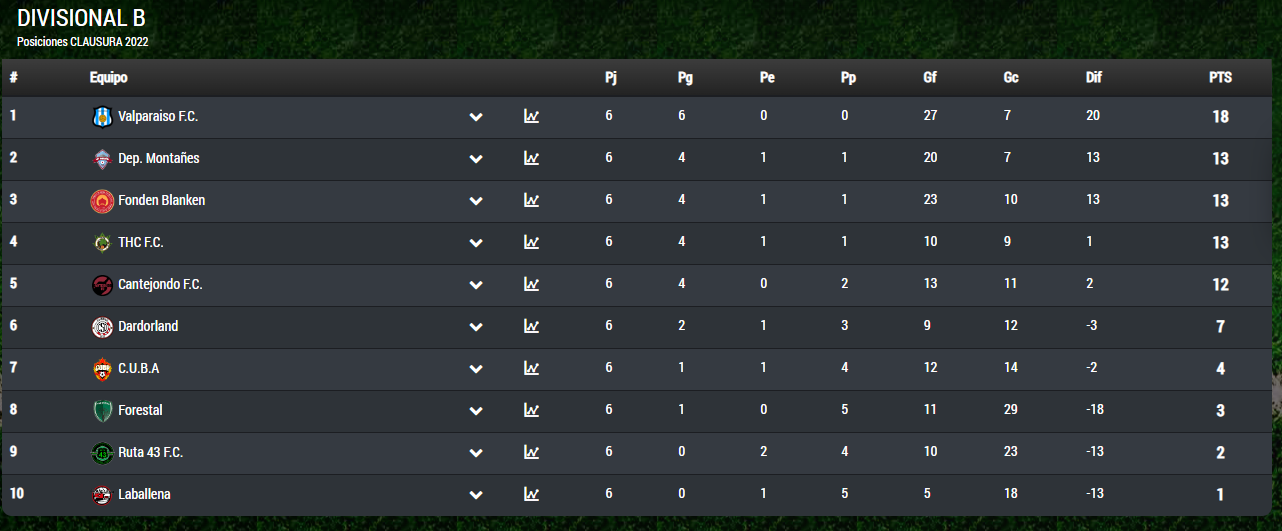 DIVISIONAL B
Posiciones CLAUSURA 2022
# Equipo Pj Pg Pe Pp Gf Gc Dif PTS
1 Valparaiso F.C. 6 6 0 0 27 7 20 18
2 Dep. Montañes 6 4 1 1 20 7 13 13
3 Fonden Blanken 6 4 1 1 23 10 13 13
4 THC F.C. 6 4 1 1 10 9 1 13
5 Cantejondo F.C. 6 4 0 2 13 11 2 12
6 Dardorland 6 2 1 3 9 12 -3 7
7 C.U.B.A 6 1 1 4 12 14 -2 4
8 Forestal 6 1 0 5 11 29 -18 3
9 Ruta 43 F.C. 6 0 2 4 10 23 -13 2
10 Laballena 6 0 1 5 5 18 -13 1